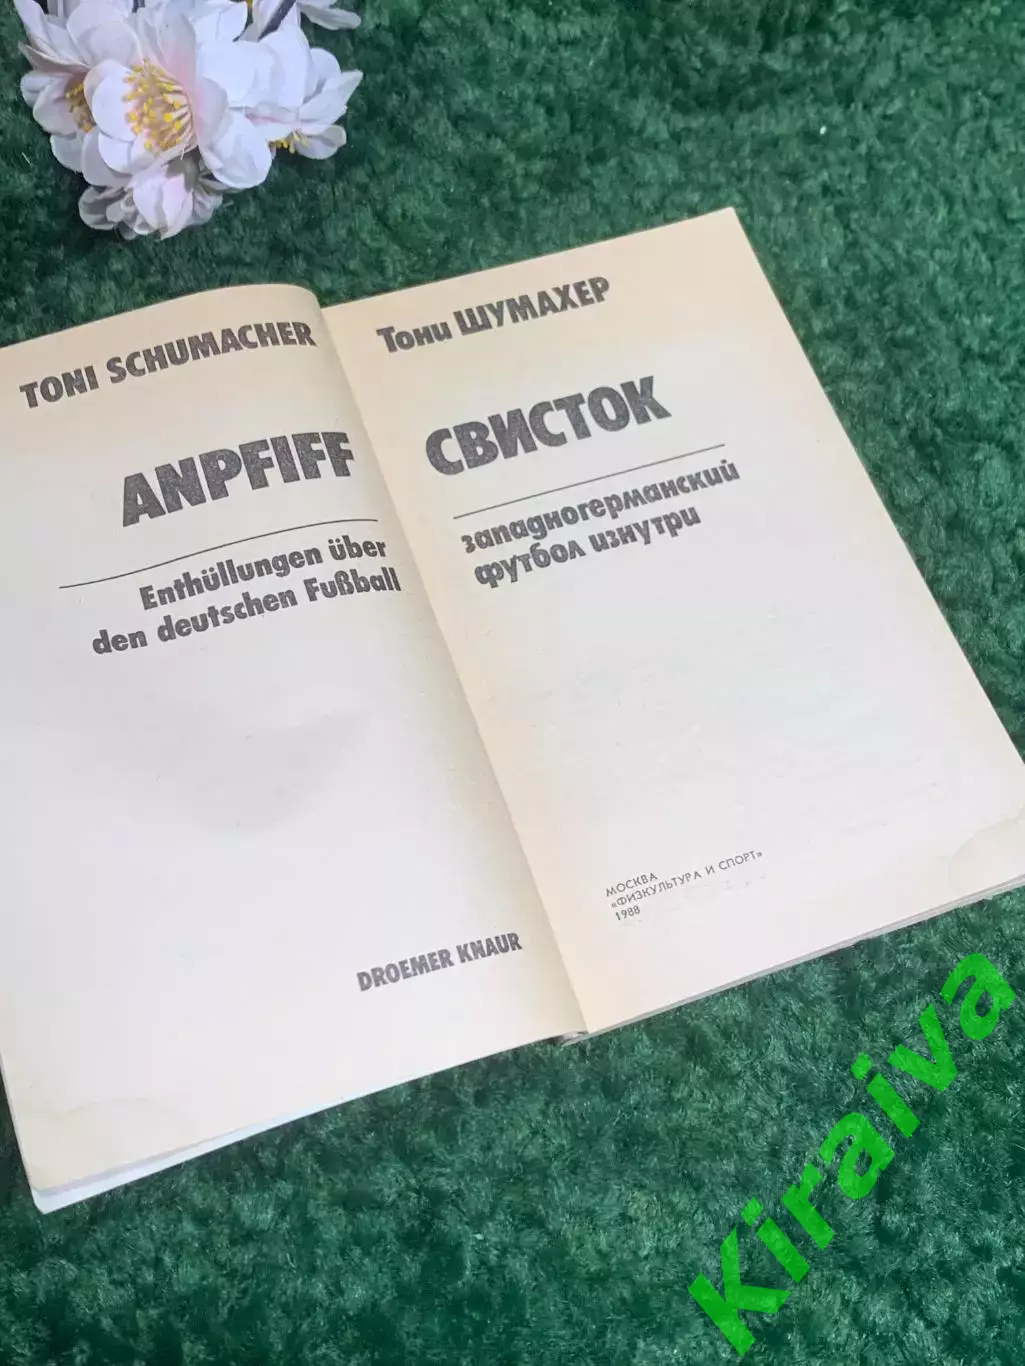 TONI SCHUMACHER
ANPFIFF
Enthüllungen über
den deutschen Fußball
DROEMER KNAUR
Тони ШУМАХЕР
СВИСТОК
западногерманский
футбол изнутри
МОСКВА
«ФИЗКУЛЬТУРА И СПОРТ»
1988
Kiraiva